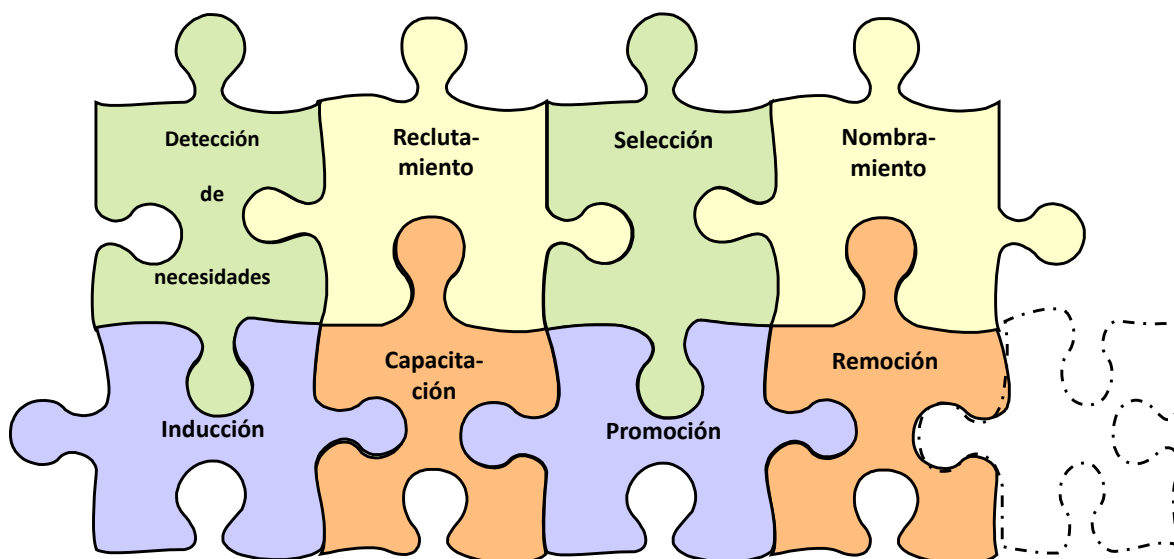 Detección
de
necesidades
Recluta-
miento
Selección
Nombra-
miento
Inducción
Capacita-
ción
Promoción
Remoción